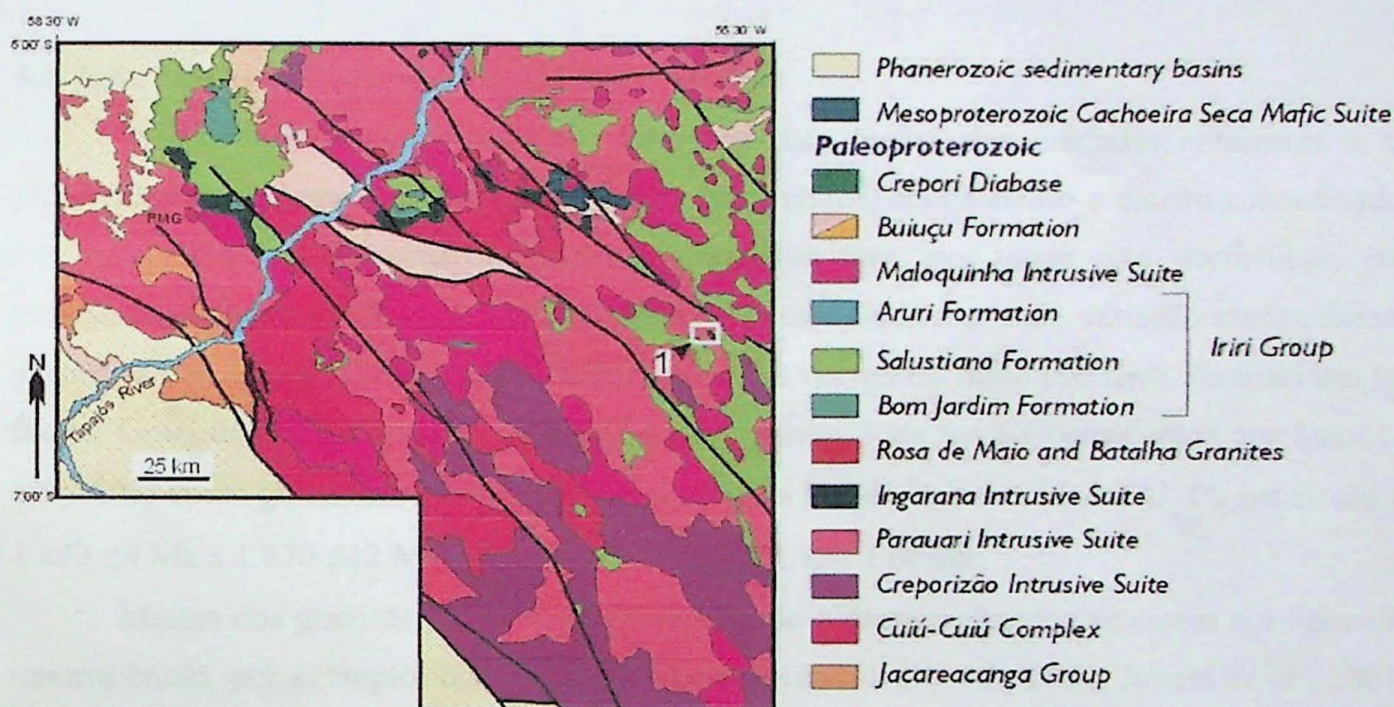 58 30' W
55 30' W
6 00' S
RMG
1
N
Tapajós River
25 km
7 00' S
Phanerozoic sedimentary basins
Mesoproterozoic Cachoeira Seca Mafic Suite
Paleoproterozoic
Crepori Diabase
Buiuçu Formation
Maloquinha Intrusive Suite
Aruri Formation
Salustiano Formation
Iriri Group
Bom Jardim Formation
Rosa de Maio and Batalha Granites
Ingarana Intrusive Suite
Parauari Intrusive Suite
Creporizão Intrusive Suite
Cuiú-Cuiú Complex
Jacareacanga Group